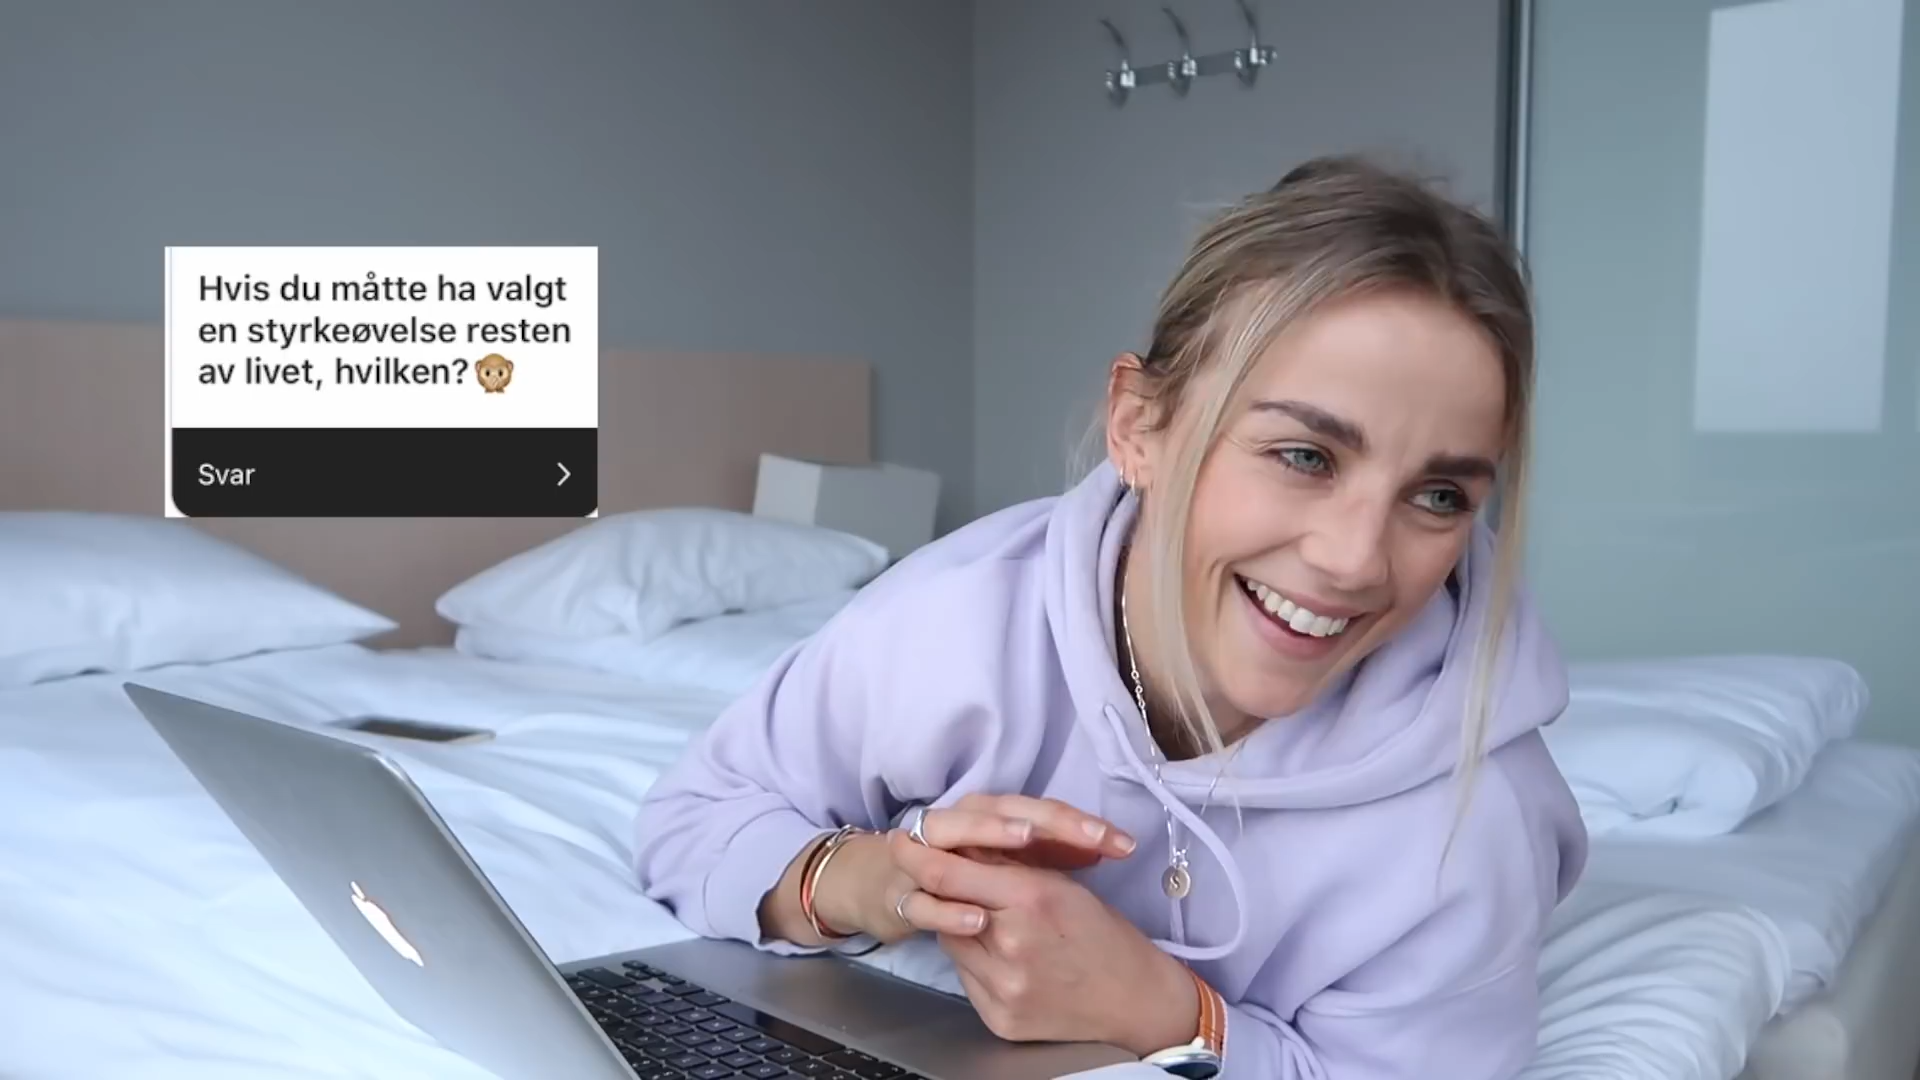 Hvis du måtte ha valgt
en styrkeøvelse resten
av livet, hvilken?🙊
Svar
S